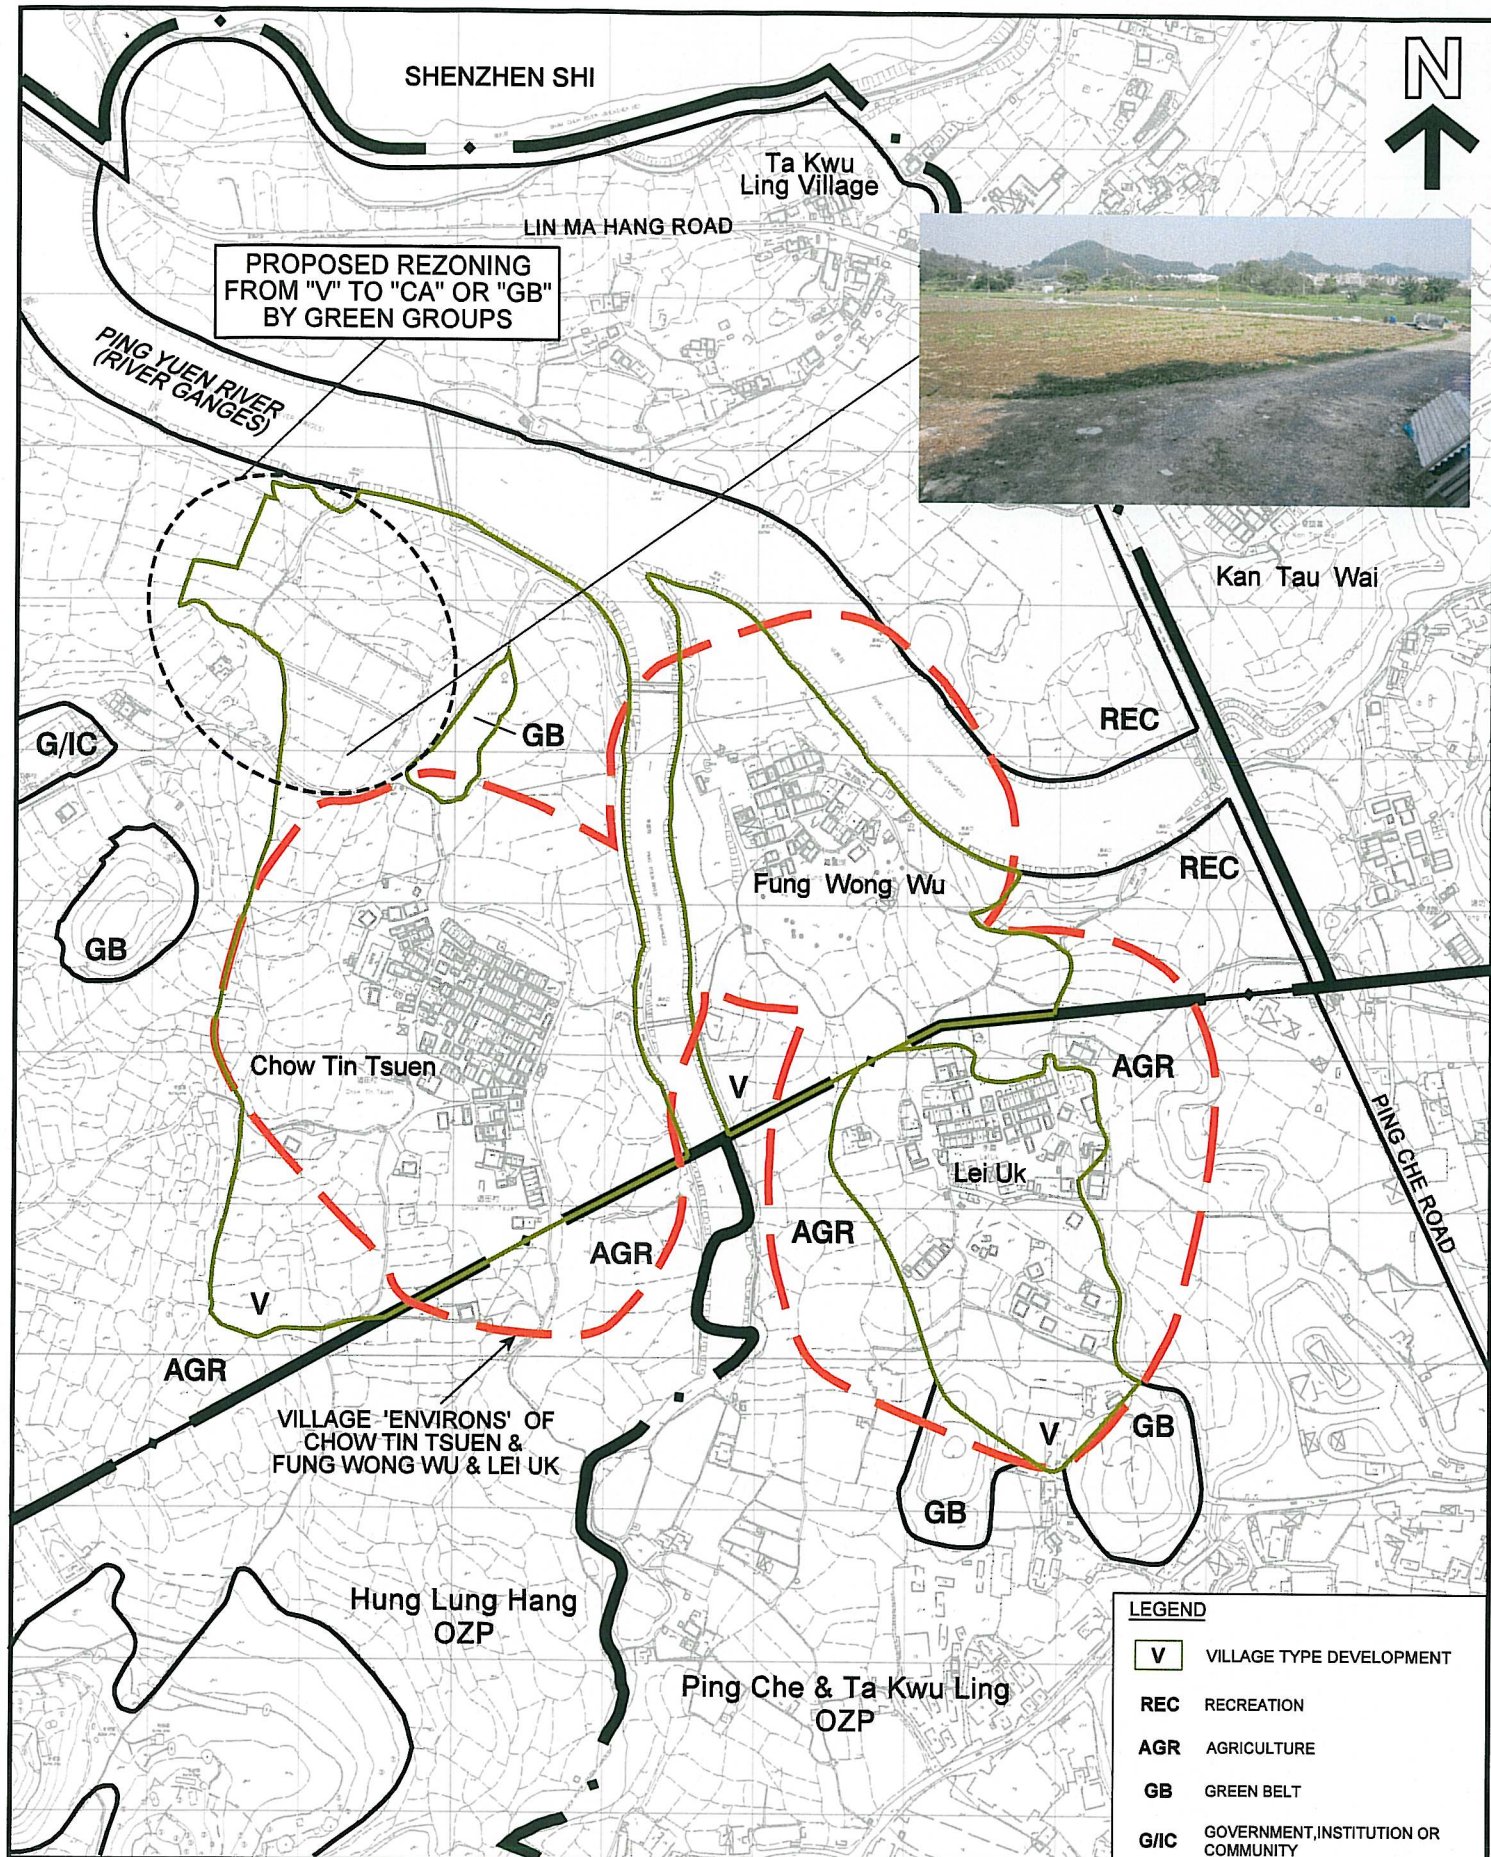 SHENZHEN SHI
N
Ta Kwu
Ling Village
LIN MA HANG ROAD
PROPOSED REZONING
FROM "V" TO "CA" OR "GB"
BY GREEN GROUPS
PING YUEN RIVER
(RIVER GANGES)
Kan Tau Wai
REC
GB
G/IC
REC
Fung Wong Wu
GB
Chow Tin Tsuen
V
AGR
Lei Uk
PING CHE ROAD
AGR
AGR
V
AGR
VILLAGE 'ENVIRONS' OF
CHOW TIN TSUEN &
FUNG WONG WU & LEI UK
V
GB
GB
Hung Lung Hang
OZP
Ping Che & Ta Kwu Ling
OZP
LEGEND
V VILLAGE TYPE DEVELOPMENT
REC RECREATION
AGR AGRICULTURE
GB GREEN BELT
G/IC GOVERNMENT,INSTITUTION OR
COMMUNITY